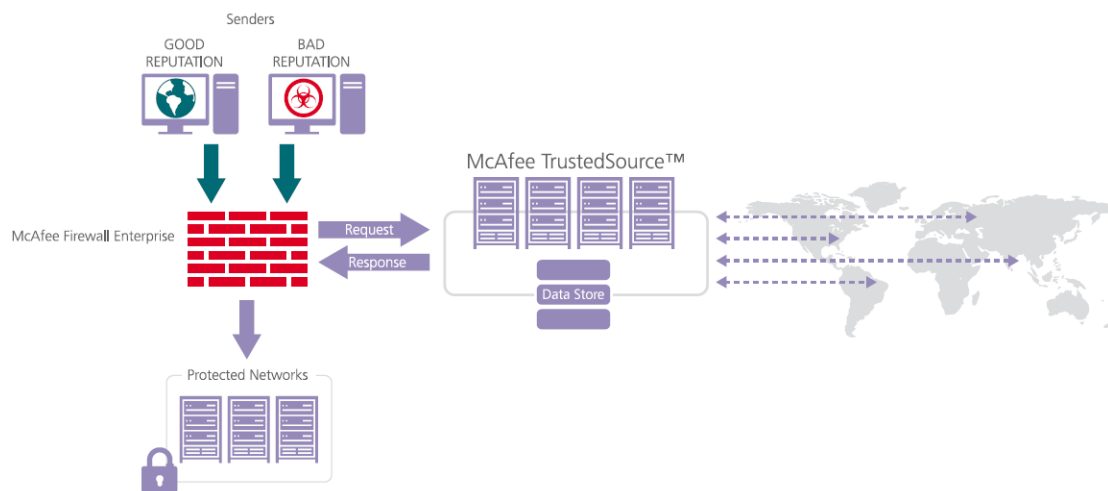 Senders
GOOD
REPUTATION
BAD
REPUTATION
McAfee TrustedSource™
McAfee Firewall Enterprise
Request
Response
Data Store
Protected Networks